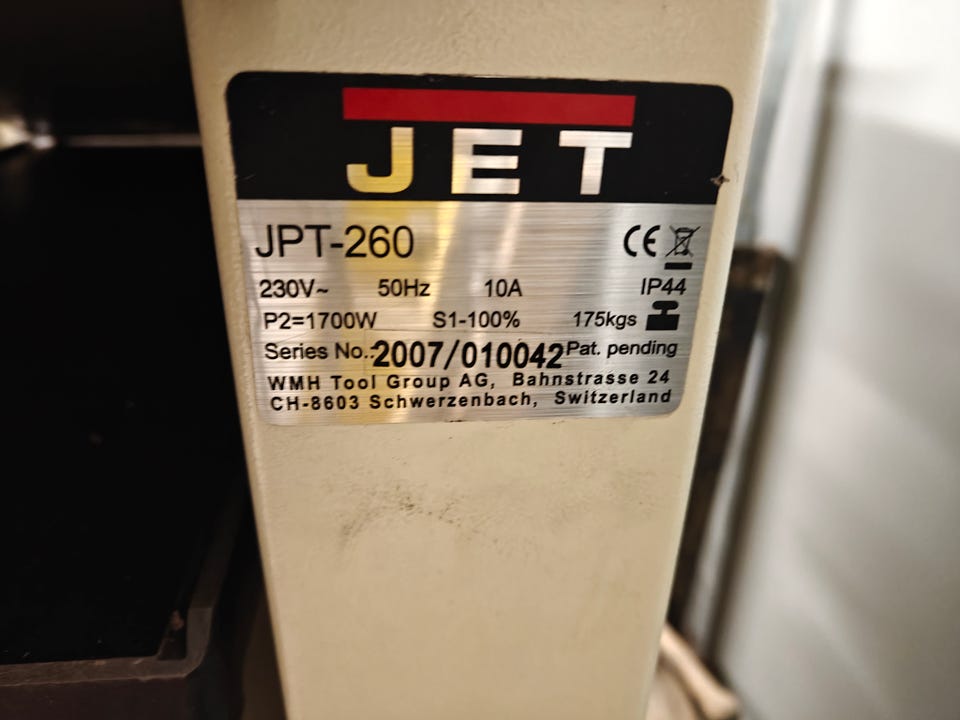 JET
JPT-260 CE
230V~ 50Hz 10A IP44
P2=1700W S1-100% 175kgs
Series No.:2007/010042 Pat. pending
WMH Tool Group AG, Bahnstrasse 24
CH-8603 Schwerzenbach, Switzerland